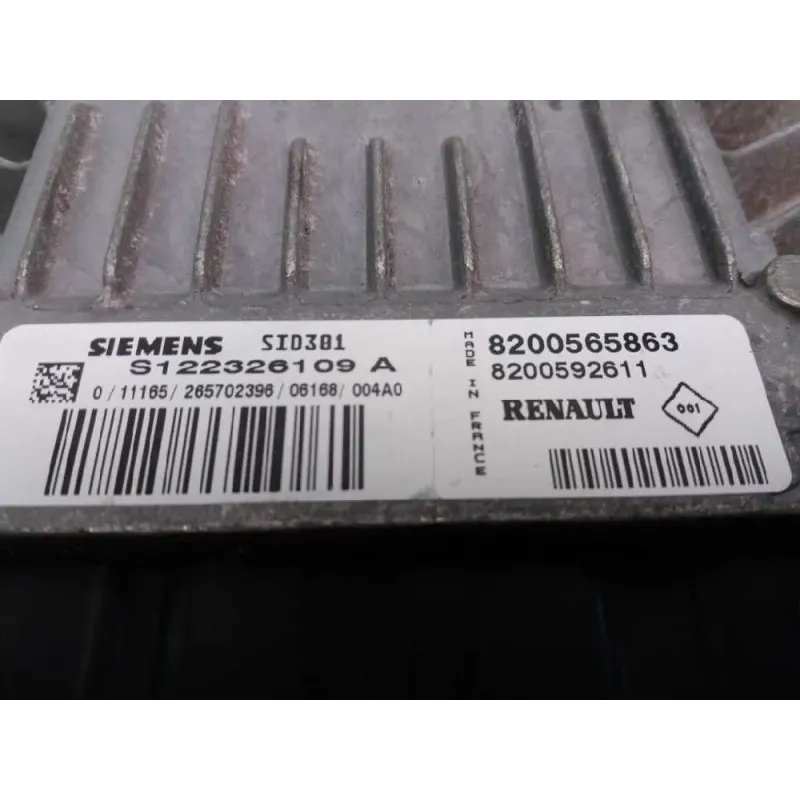 SIEMENS SID301
S122326109 A
0/11165/265702396/06168/004A0
MADE IN FRANCE
8200565863
8200592611
RENAULT 001